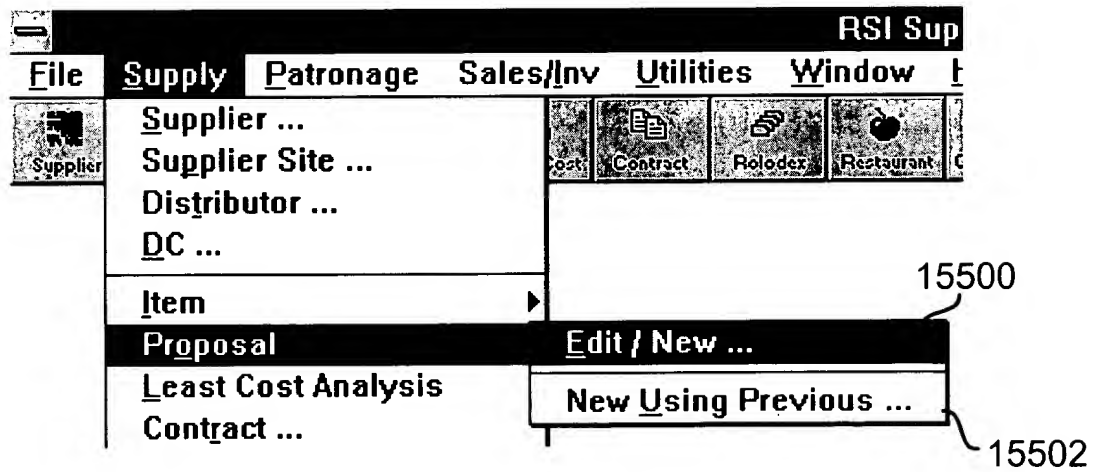 RSI Sup
File Supply Patronage Sales/Inv Utilities Window H
Supplier Cost Contract Rolodex Restaurant
Supplier ...
Supplier Site ...
Distributor ...
DC ...
Item
Proposal
Least Cost Analysis
Contract ...
15500
Edit / New ...
New Using Previous ...
15502